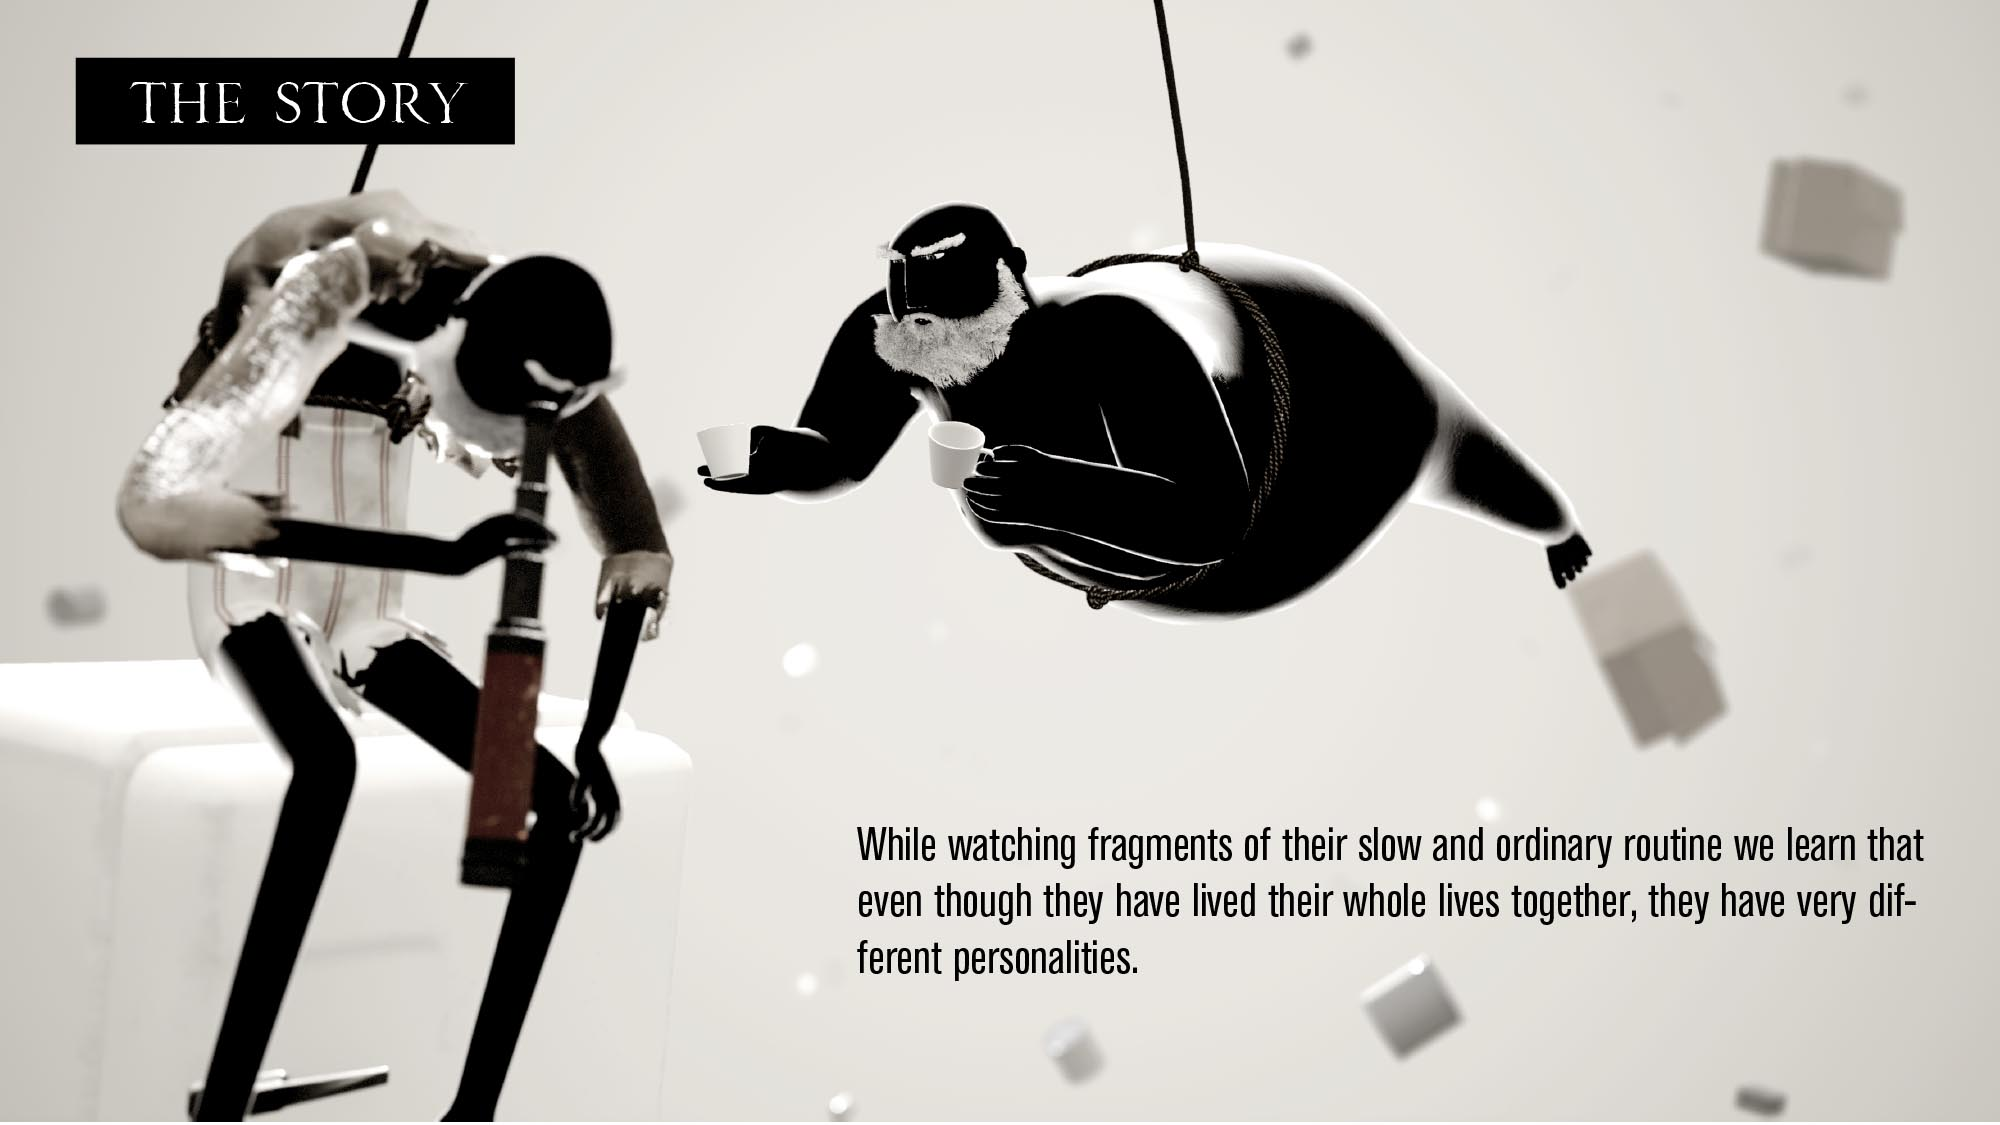 THE STORY
While watching fragments of their slow and ordinary routine we learn that
even though they have lived their whole lives together, they have very dif-
ferent personalities.